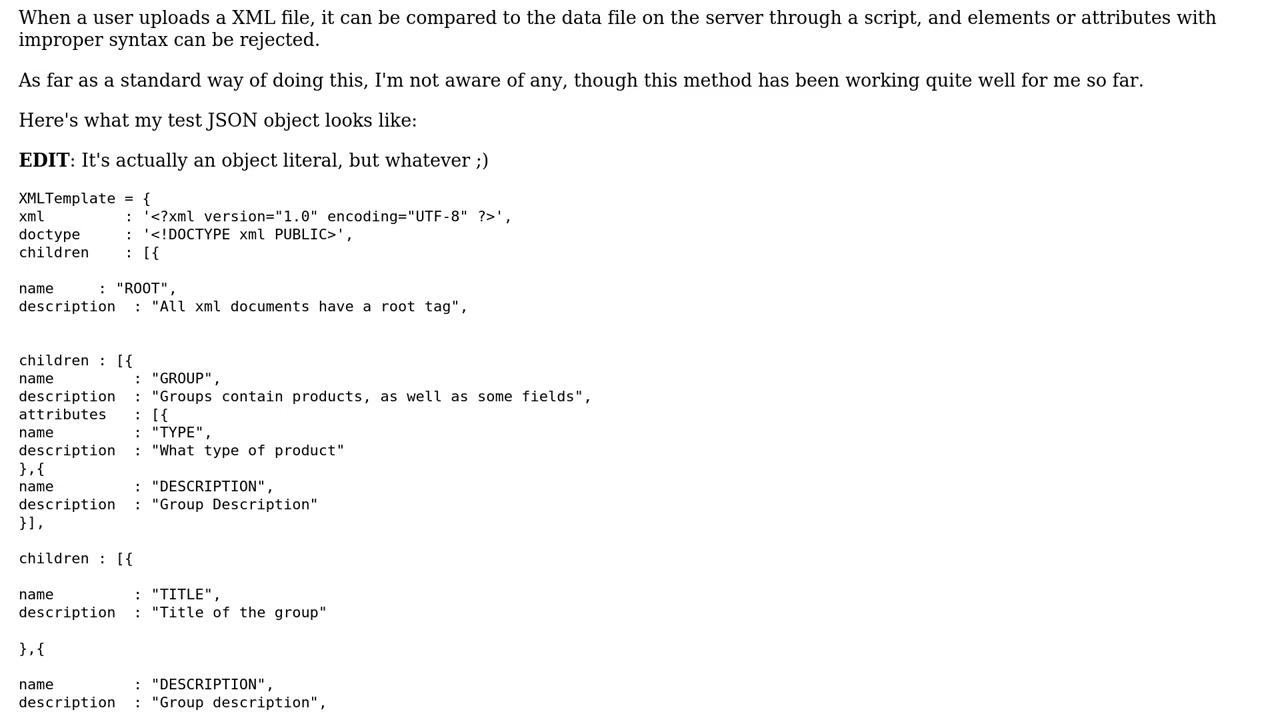 When a user uploads a XML file, it can be compared to the data file on the server through a script, and elements or attributes with
improper syntax can be rejected.
As far as a standard way of doing this, I'm not aware of any, though this method has been working quite well for me so far.
Here's what my test JSON object looks like:
EDIT: It's actually an object literal, but whatever ;)
XMLTemplate = {
xml         : '<?xml version="1.0" encoding="UTF-8" ?>',
doctype     : '<!DOCTYPE xml PUBLIC>',
children    : [{
name     : "ROOT",
description  : "All xml documents have a root tag",
children : [{
name         : "GROUP",
description  : "Groups contain products, as well as some fields",
attributes   : [{
name         : "TYPE",
description  : "What type of product"
},{
name         : "DESCRIPTION",
description  : "Group Description"
}],
children : [{
name         : "TITLE",
description  : "Title of the group"
},{
name         : "DESCRIPTION",
description  : "Group description",